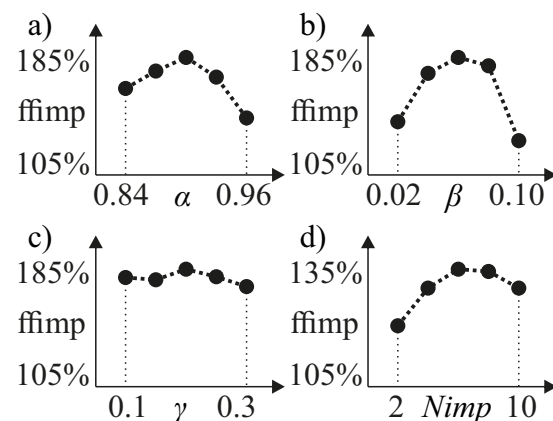 a)
185%
ffimp
105%
0.84 α 0.96
b)
185%
ffimp
105%
0.02 β 0.10
c)
185%
ffimp
105%
0.1 γ 0.3
d)
135%
ffimp
105%
2 Nimp 10